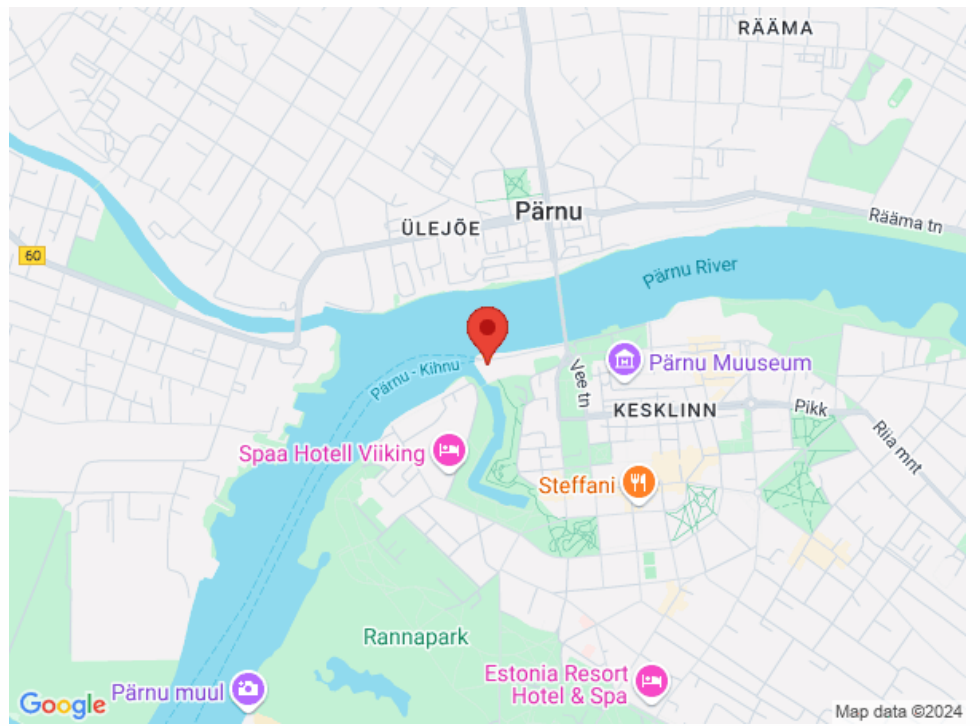 RÄÄMA
Pärnu
ÜLEJÕE
Rääma tn
60
Pärnu River
Pärnu - Kihnu
Vee tn
Pärnu Muuseum
KESKLINN
Pikk
Riia mnt
Spaa Hotell Viiking
Steffani
Rannapark
Estonia Resort
Hotel & Spa
Pärnu muul
Google
Map data ©2024